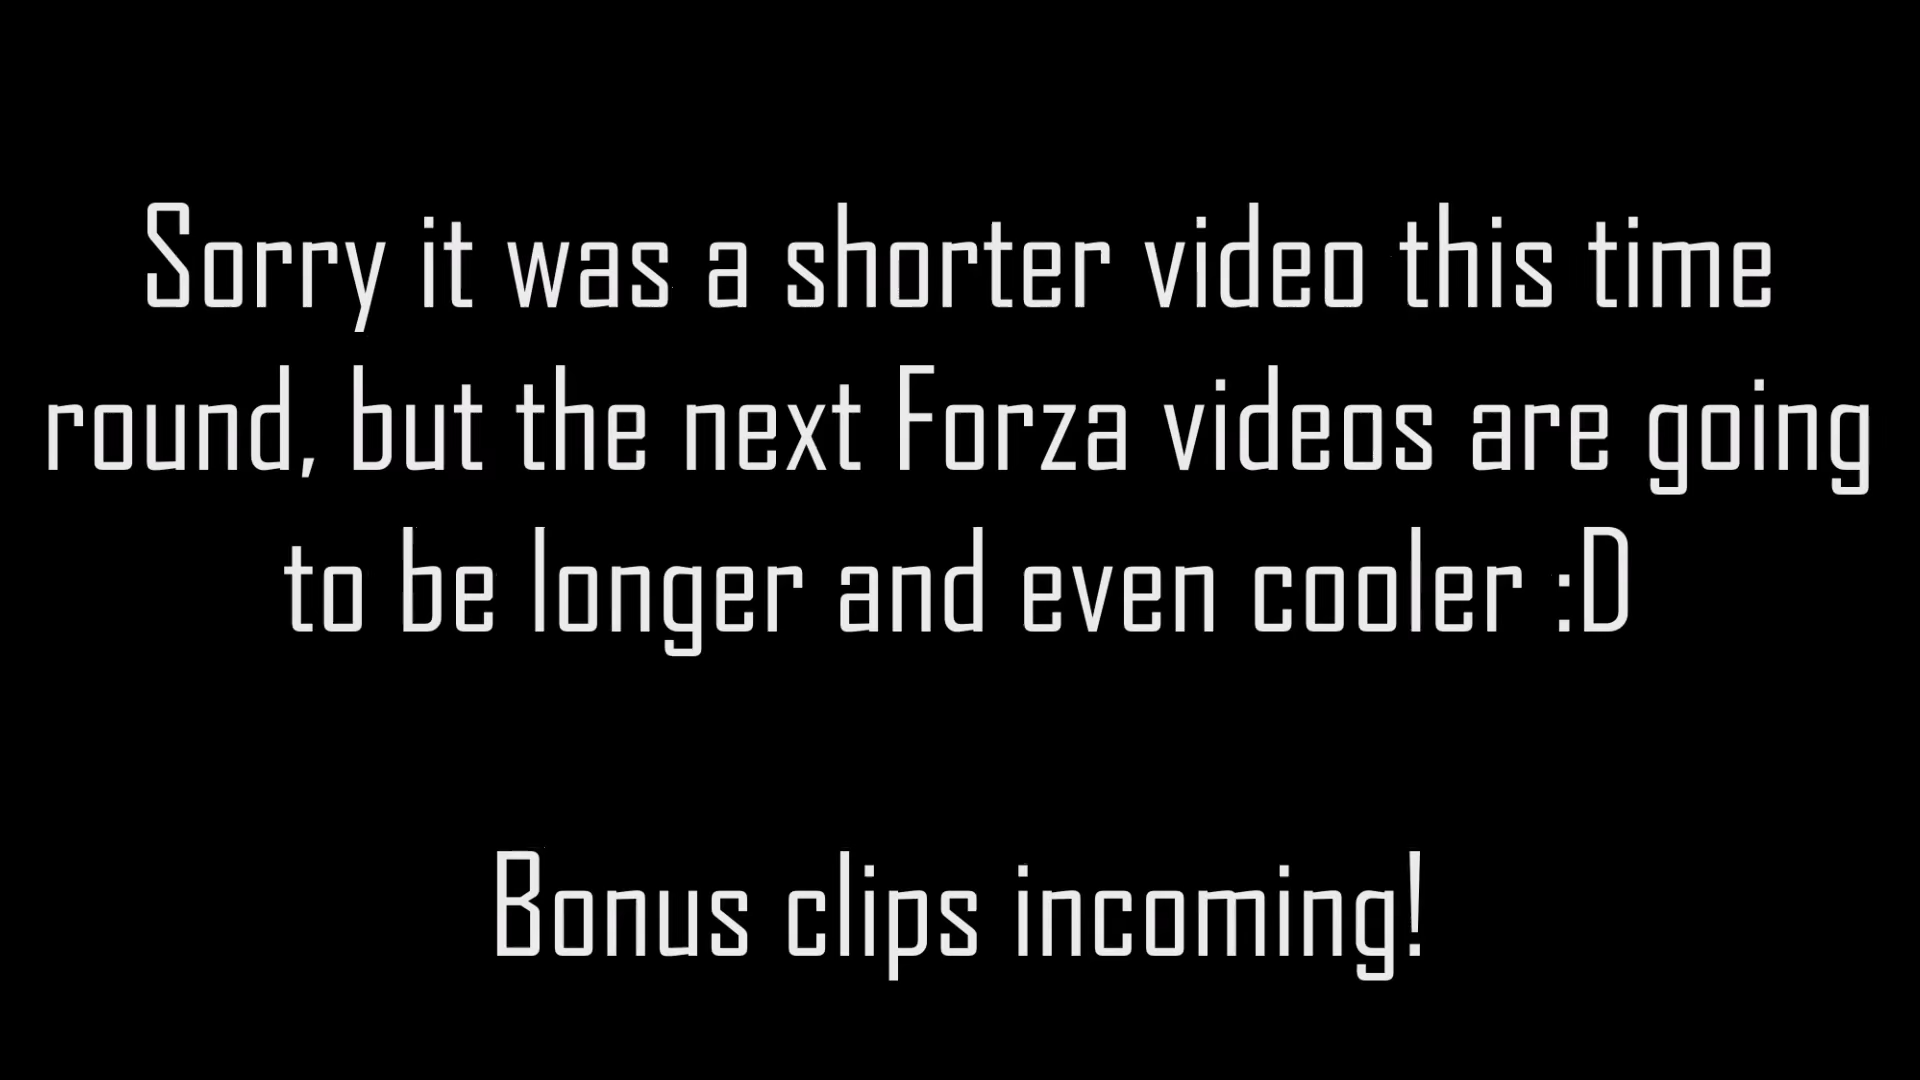 Sorry it was a shorter video this time
round, but the next Forza videos are going
to be longer and even cooler :D
Bonus clips incoming!